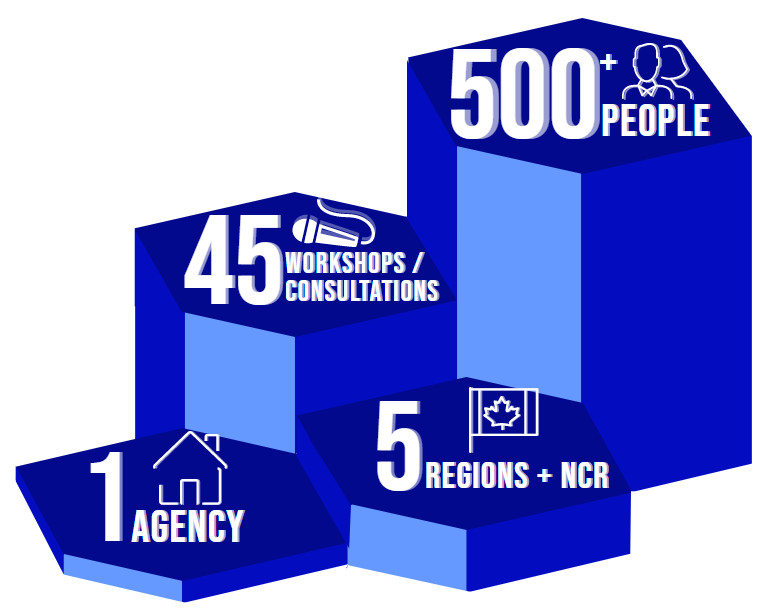 500+
PEOPLE
45
WORKSHOPS /
CONSULTATIONS
5
REGIONS + NCR
1
AGENCY